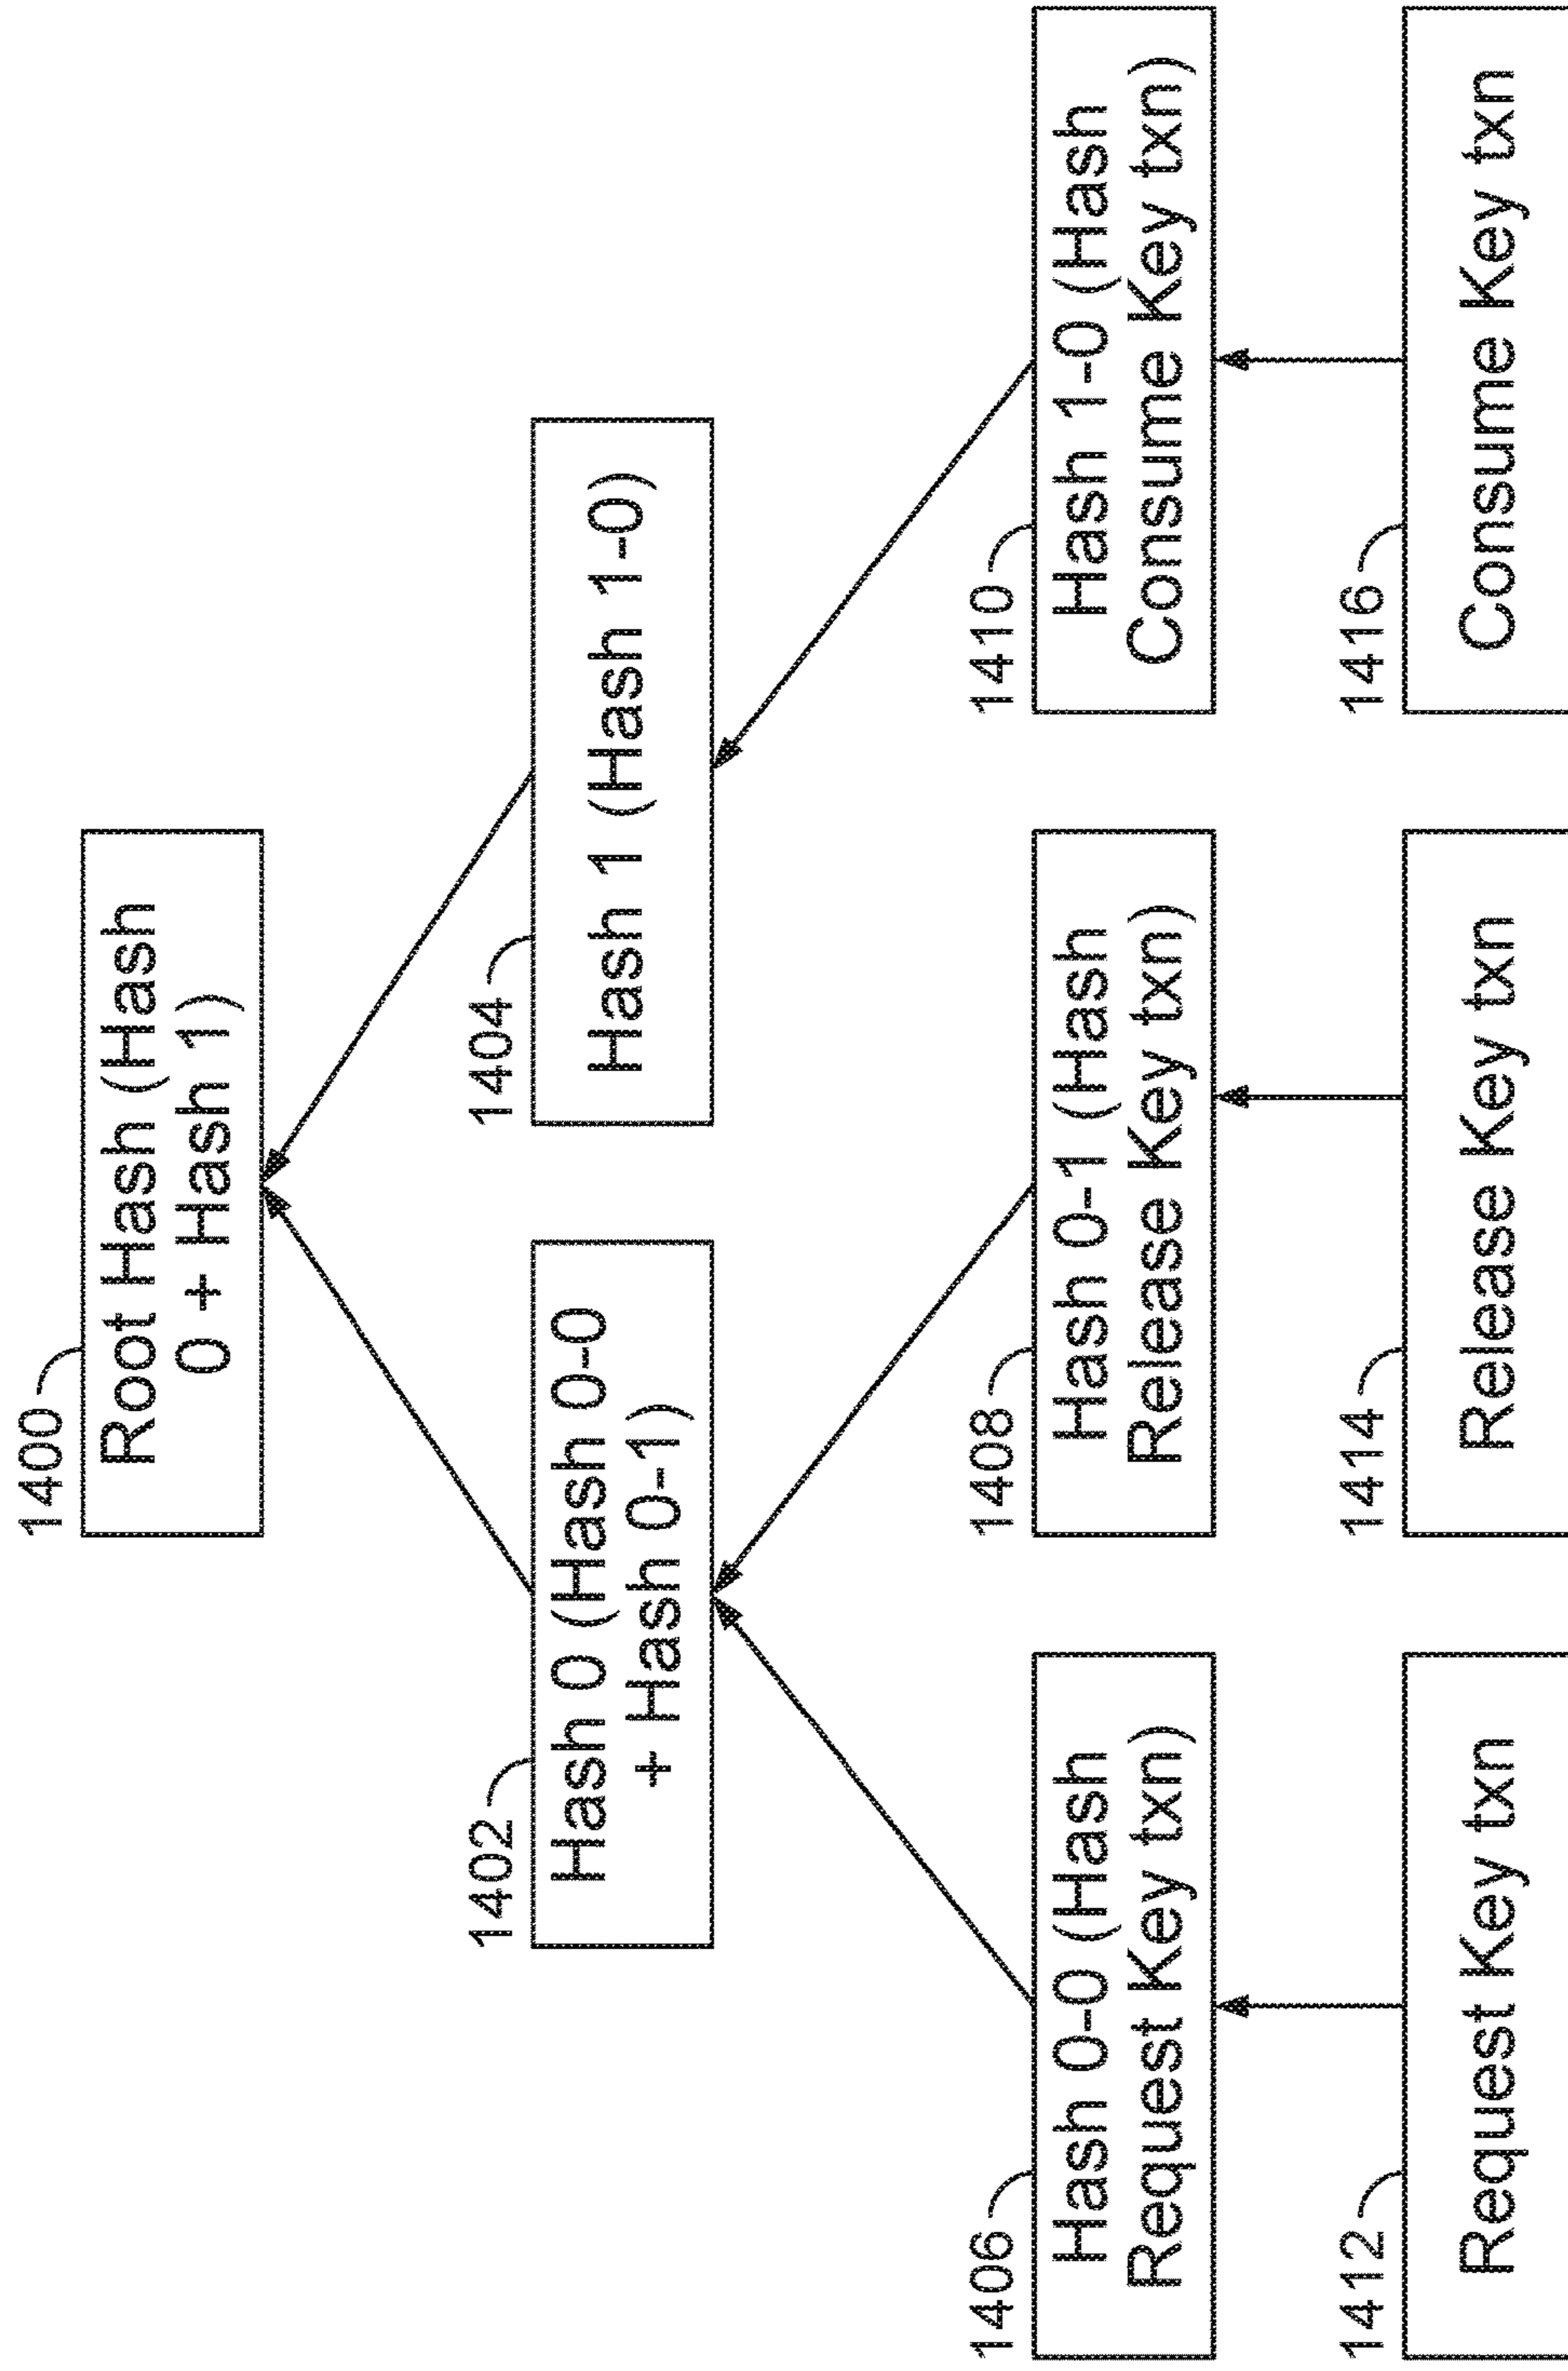 1400
Root Hash (Hash
0 + Hash 1)
1402
Hash 0 (Hash 0-0
+ Hash 0-1)
1404
Hash 1 (Hash 1-0)
1406
Hash 0-0 (Hash
Request Key txn)
1408
Hash 0-1 (Hash
Release Key txn)
1410
Hash 1-0 (Hash
Consume Key txn)
1412
Request Key txn
1414
Release Key txn
1416
Consume Key txn